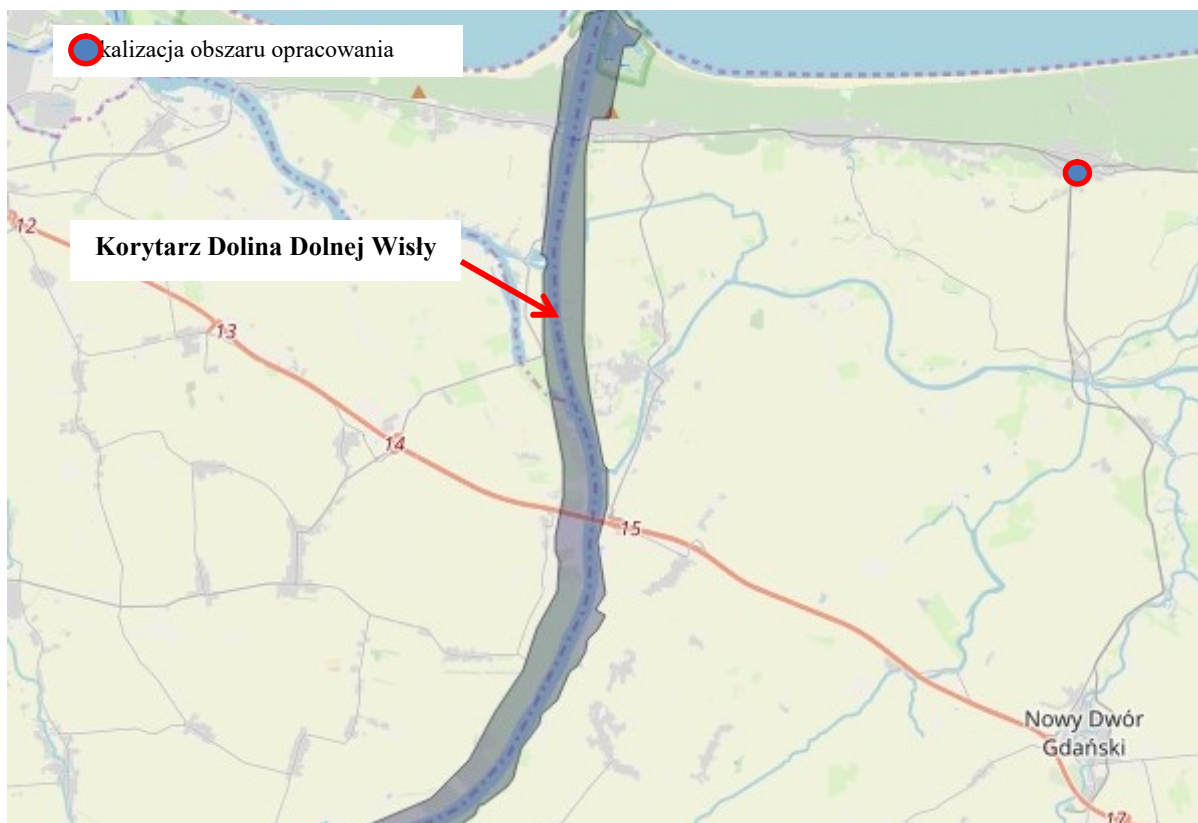 kalizacja obszaru opracowania
12
Korytarz Dolina Dolnej Wisły
13
14
15
Nowy Dwór
Gdański
17